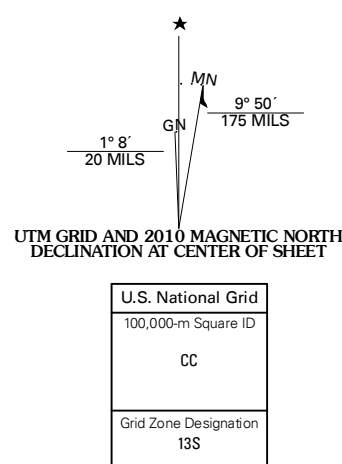 MN
GN
9° 50´
175 MILS
1° 8´
20 MILS
UTM GRID AND 2010 MAGNETIC NORTH
DECLINATION AT CENTER OF SHEET
U.S. National Grid
100,000-m Square ID
CC
Grid Zone Designation
13S